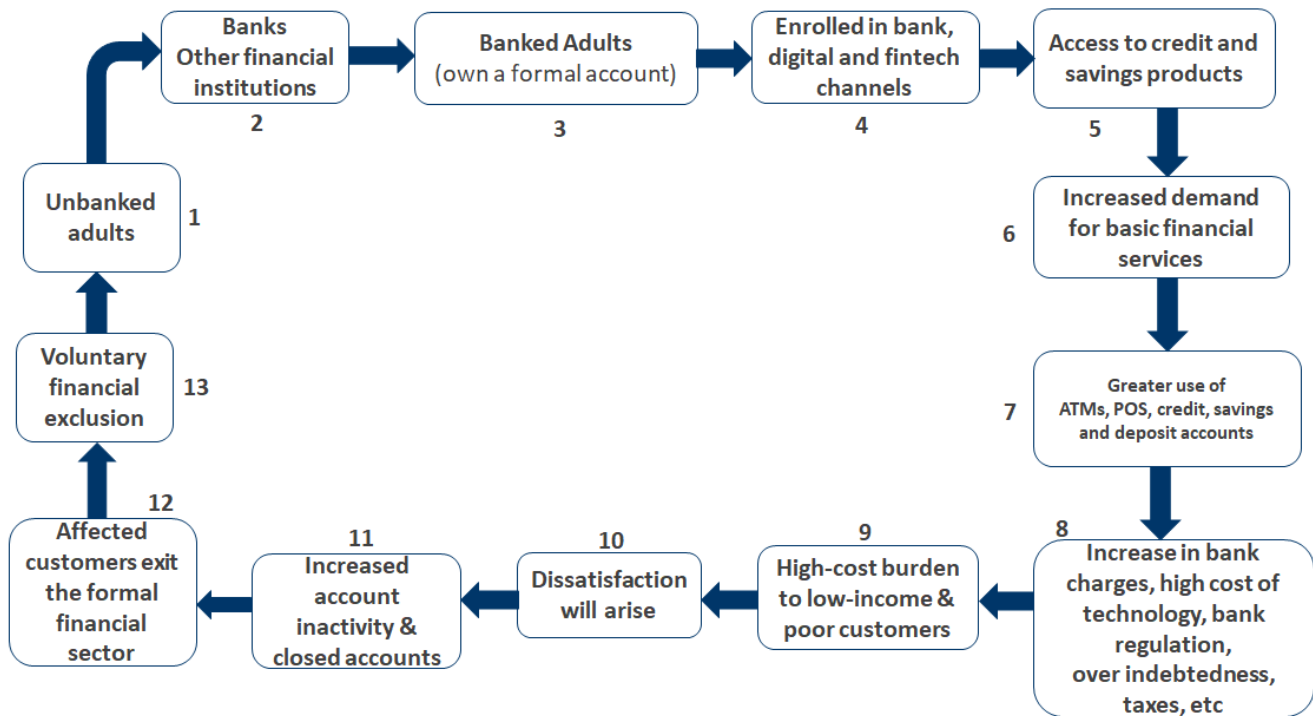 Unbanked
adults
1
Banks
Other financial
institutions
2
Banked Adults
(own a formal account)
3
Enrolled in bank,
digital and fintech
channels
4
Access to credit and
savings products
5
Increased demand
for basic financial
services
6
Greater use of
ATMs, POS, credit, savings
and deposit accounts
7
8
Increase in bank
charges, high cost of
technology, bank
regulation,
over indebtedness,
taxes, etc
9
High-cost burden
to low-income &
poor customers
10
Dissatisfaction
will arise
11
Increased
account
inactivity &
closed accounts
12
Affected
customers exit
the formal
financial
sector
Voluntary
financial
exclusion
13